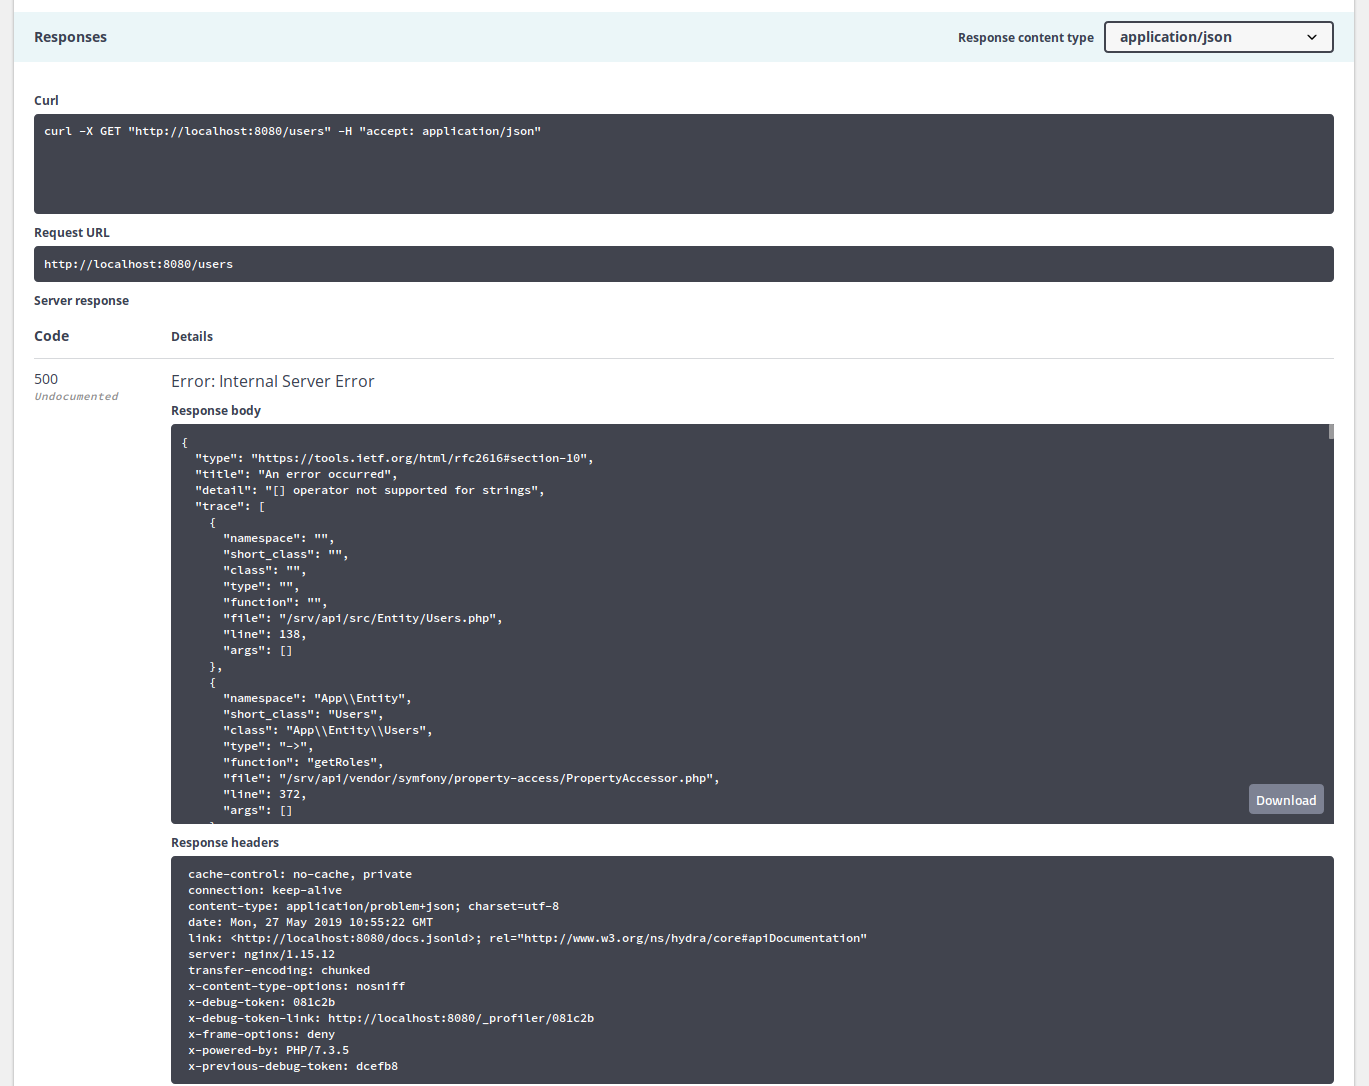 Responses
Response content type
application/json
Curl
curl -X GET "http://localhost:8080/users" -H "accept: application/json"
Request URL
http://localhost:8080/users
Server response
Code
Details
500
Undocumented
Error: Internal Server Error
Response body
{
  "type": "https://tools.ietf.org/html/rfc2616#section-10",
  "title": "An error occurred",
  "detail": "[] operator not supported for strings",
  "trace": [
    {
      "namespace": "",
      "short_class": "",
      "class": "",
      "type": "",
      "function": "",
      "file": "/srv/api/src/Entity/Users.php",
      "line": 138,
      "args": []
    },
    {
      "namespace": "App\\Entity",
      "short_class": "Users",
      "class": "App\\Entity\\Users",
      "type": "->",
      "function": "getRoles",
      "file": "/srv/api/vendor/symfony/property-access/PropertyAccessor.php",
      "line": 372,
      "args": []
Download
Response headers
cache-control: no-cache, private
connection: keep-alive
content-type: application/problem+json; charset=utf-8
date: Mon, 27 May 2019 10:55:22 GMT
link: <http://localhost:8080/docs.jsonld>; rel="http://www.w3.org/ns/hydra/core#apiDocumentation"
server: nginx/1.15.12
transfer-encoding: chunked
x-content-type-options: nosniff
x-debug-token: 081c2b
x-debug-token-link: http://localhost:8080/_profiler/081c2b
x-frame-options: deny
x-powered-by: PHP/7.3.5
x-previous-debug-token: dcefb8